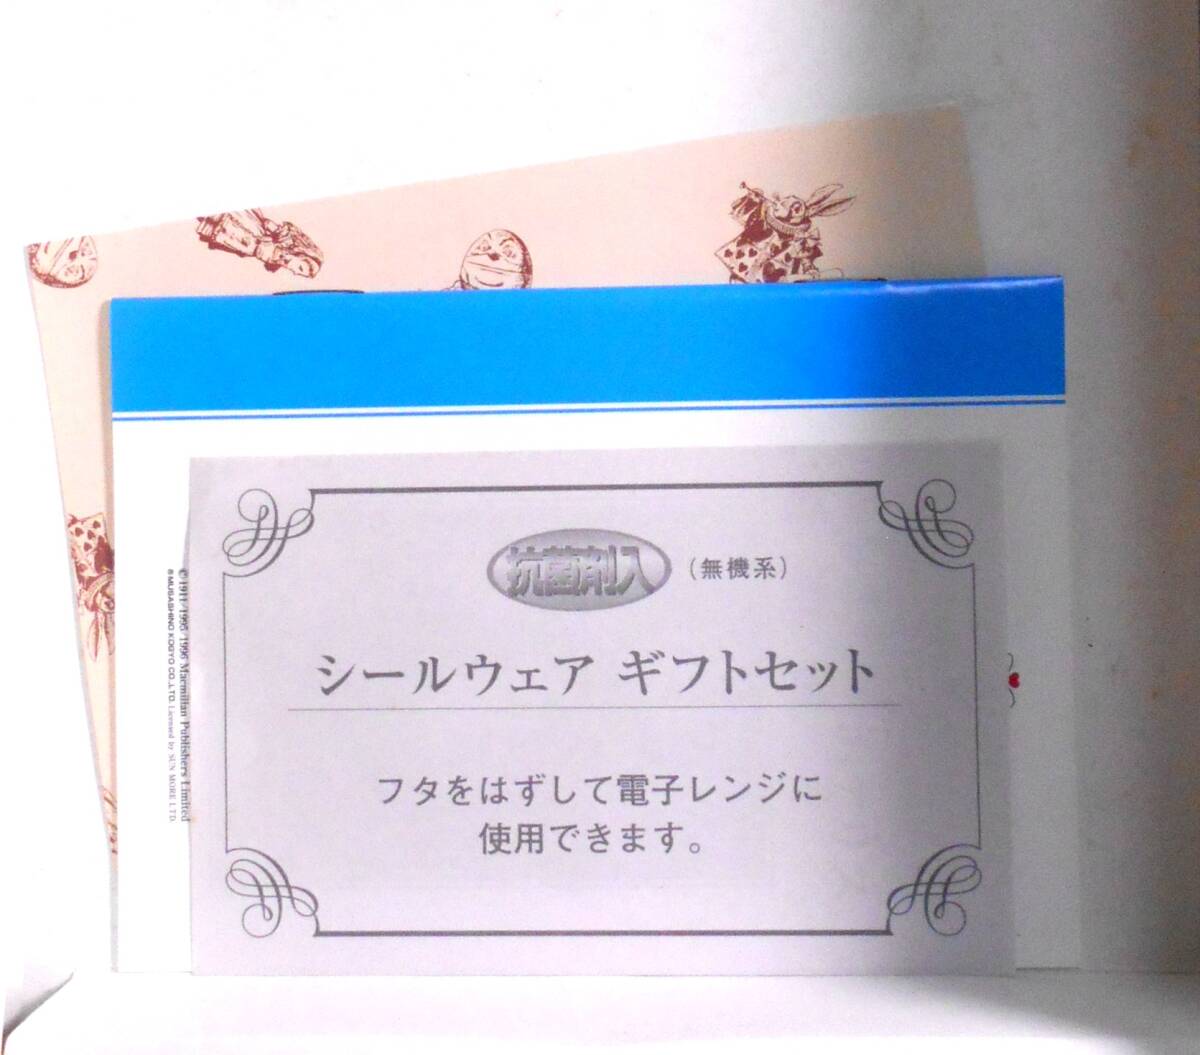 抗菌剤入（無機系）
シールウェア ギフトセット
フタをはずして電子レンジに
使用できます。
©1911/1995/1996 Macmillan Publishers Limited
®MUSASHINO KOGYO CO.,LTD. Licensed by SUN MORE LTD.